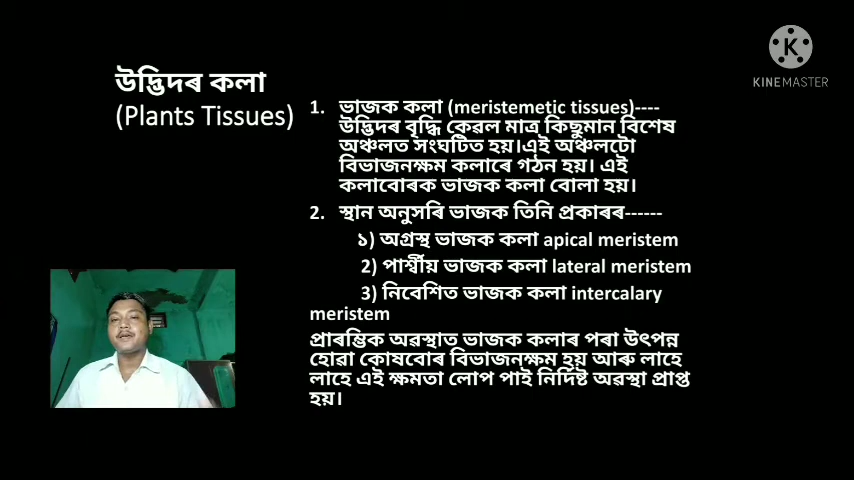 উদ্ভিদৰ কলা
(Plants Tissues)
1. ভাজক কলা (meristemetic tissues)----
উদ্ভিদৰ বৃদ্ধি কেৱল মাত্ৰ কিছুমান বিশেষ
অঞ্চলত সংঘটিত হয়।এই অঞ্চলটো
বিভাজনক্ষম কলাৰে গঠন হয়। এই
কলাবোৰক ভাজক কলা বোলা হয়।
2. স্থান অনুসৰি ভাজক তিনি প্ৰকাৰৰ------
১) অগ্ৰস্থ ভাজক কলা apical meristem
2) পাৰ্শ্বীয় ভাজক কলা lateral meristem
3) নিবেশিত ভাজক কলা intercalary
meristem
প্ৰাৰম্ভিক অৱস্থাত ভাজক কলাৰ পৰা উৎপন্ন
হোৱা কোষবোৰ বিভাজনক্ষম হয় আৰু লাহে
লাহে এই ক্ষমতা লোপ পাই নিৰ্দিষ্ট অৱস্থা প্ৰাপ্ত
হয়।
K
KINEMASTER